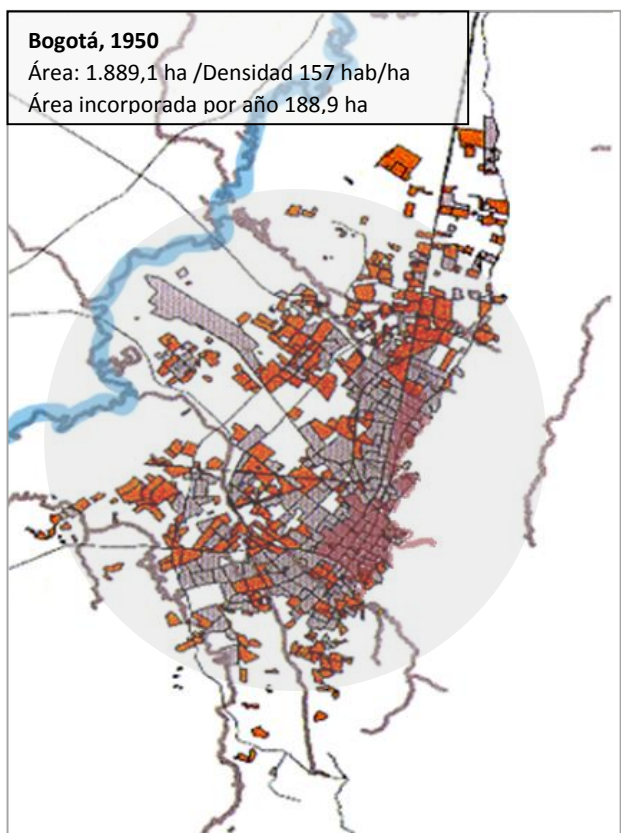 Bogotá, 1950
Área: 1.889,1 ha /Densidad 157 hab/ha
Área incorporada por año 188,9 ha